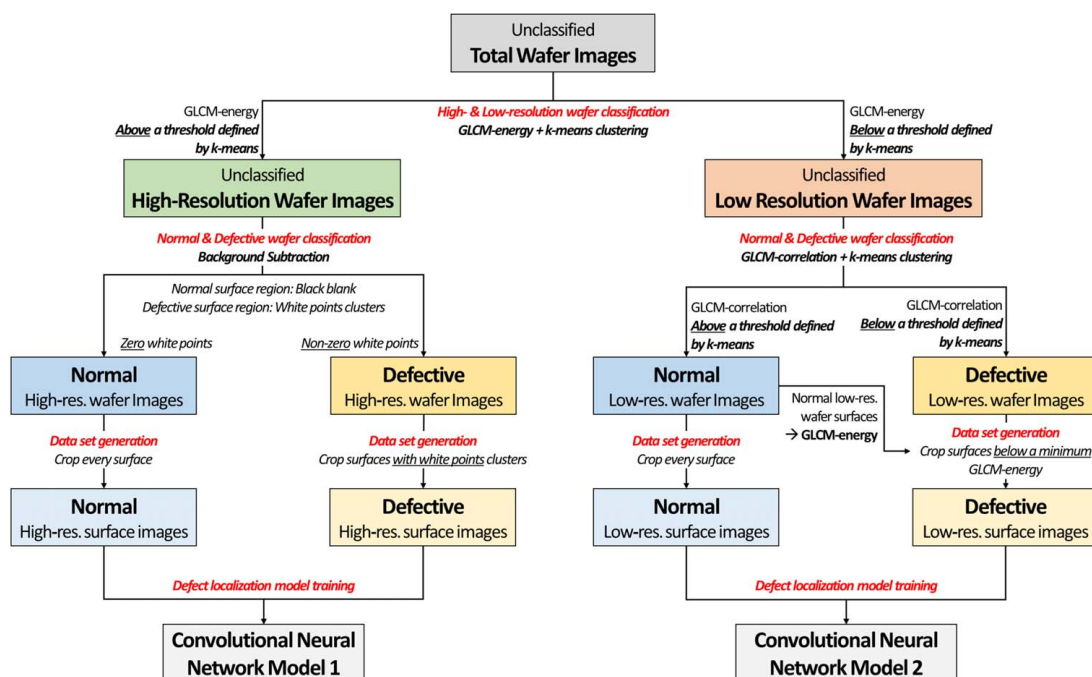 Unclassified
Total Wafer Images
GLCM-energy
Above a threshold defined
by k-means
High- & Low-resolution wafer classification
GLCM-energy + k-means clustering
GLCM-energy
Below a threshold defined
by k-means
Unclassified
High-Resolution Wafer Images
Unclassified
Low Resolution Wafer Images
Normal & Defective wafer classification
Background Subtraction
Normal surface region: Black blank
Defective surface region: White points clusters
Zero white points
Non-zero white points
Normal & Defective wafer classification
GLCM-correlation + k-means clustering
GLCM-correlation
Above a threshold defined
by k-means
GLCM-correlation
Below a threshold defined
by k-means
Normal
High-res. wafer Images
Defective
High-res. wafer Images
Normal
Low-res. wafer Images
Defective
Low-res. wafer Images
Normal low-res.
wafer surfaces
→ GLCM-energy
Data set generation
Crop every surface
Data set generation
Crop surfaces with white points clusters
Data set generation
Crop every surface
Data set generation
Crop surfaces below a minimum
GLCM-energy
Normal
High-res. surface images
Defective
High-res. surface images
Normal
Low-res. surface images
Defective
Low-res. surface images
Defect localization model training
Defect localization model training
Convolutional Neural
Network Model 1
Convolutional Neural
Network Model 2